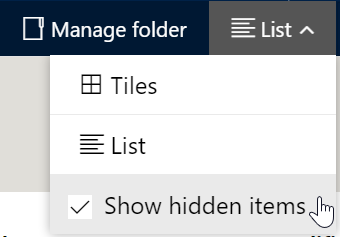 Manage folder List
Tiles
List
Show hidden items